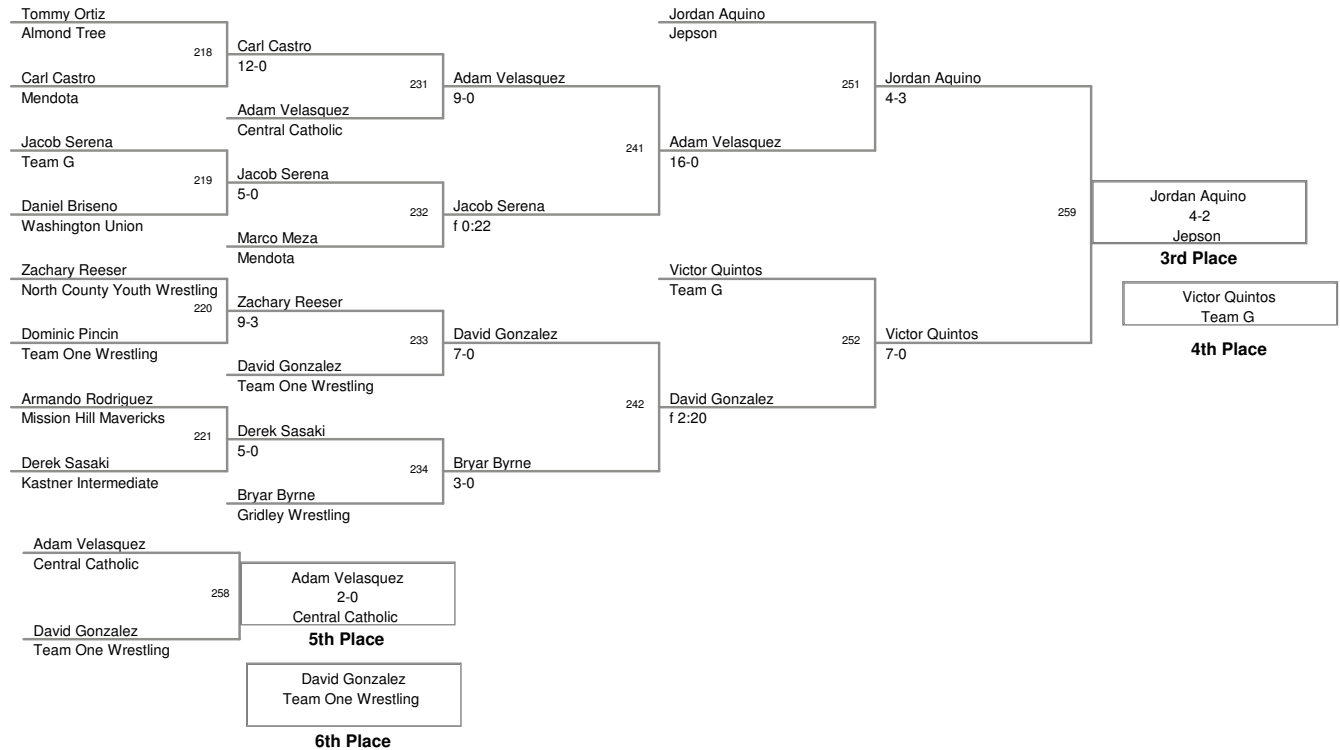 Tommy Ortiz
Almond Tree
218
Carl Castro
Mendota
Jacob Serena
Team G
219
Daniel Briseno
Washington Union
Zachary Reeser
North County Youth Wrestling
220
Dominic Pincin
Team One Wrestling
Armando Rodriguez
Mission Hill Mavericks
221
Derek Sasaki
Kastner Intermediate
Carl Castro
12-0
231
Adam Velasquez
Central Catholic
Jacob Serena
5-0
232
Marco Meza
Mendota
Zachary Reeser
9-3
233
David Gonzalez
Team One Wrestling
Derek Sasaki
5-0
234
Bryar Byrne
Gridley Wrestling
Adam Velasquez
9-0
241
Jacob Serena
f 0:22
David Gonzalez
7-0
242
Bryar Byrne
3-0
Jordan Aquino
Jepson
251
Adam Velasquez
16-0
Victor Quintos
Team G
252
David Gonzalez
f 2:20
Jordan Aquino
4-3
259
Victor Quintos
7-0
Jordan Aquino
4-2
Jepson
3rd Place
Victor Quintos
Team G
4th Place
Adam Velasquez
Central Catholic
258
David Gonzalez
Team One Wrestling
Adam Velasquez
2-0
Central Catholic
5th Place
David Gonzalez
Team One Wrestling
6th Place